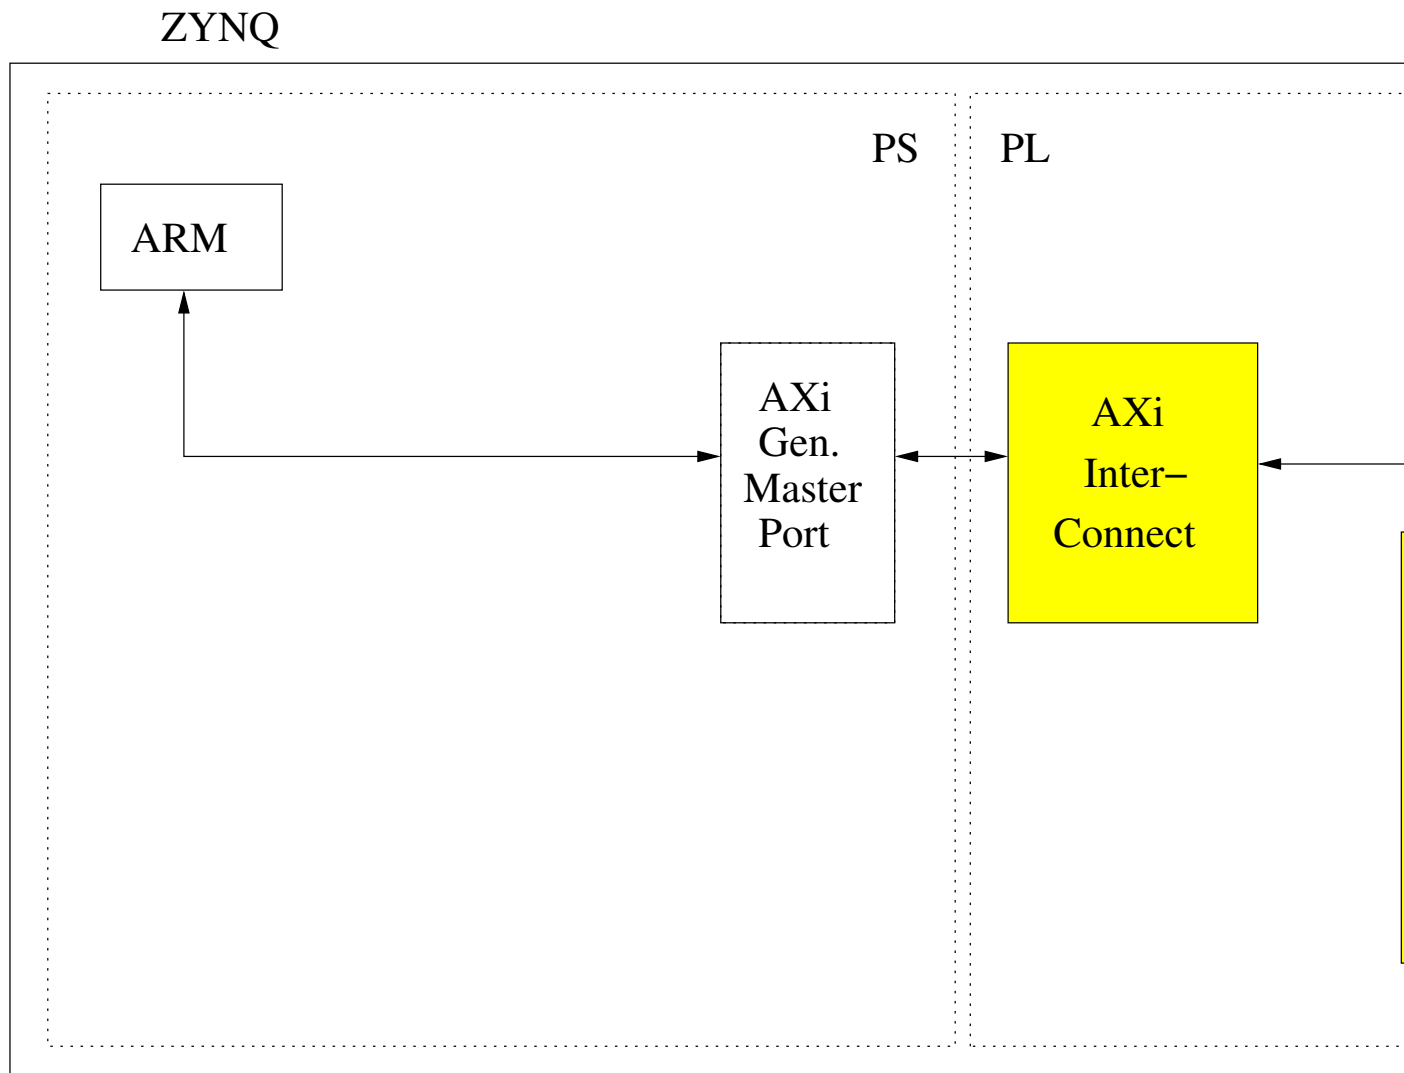 ZYNQ
PS
PL
ARM
AXi
Gen.
Master
Port
AXi
Inter−
Connect